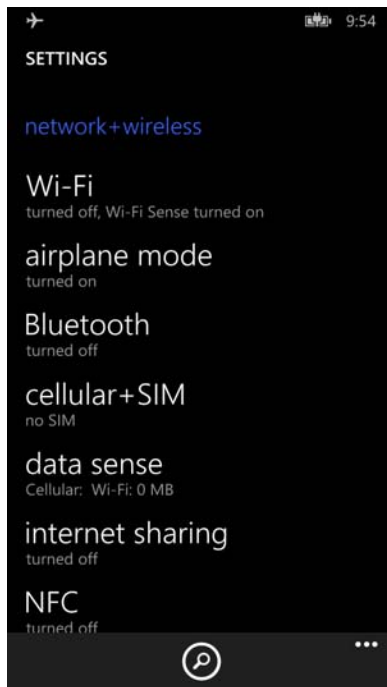 9:54
SETTINGS
network+wireless
Wi-Fi
turned off, Wi-Fi Sense turned on
airplane mode
turned on
Bluetooth
turned off
cellular+SIM
no SIM
data sense
Cellular: Wi-Fi: 0 MB
internet sharing
turned off
NFC
turned off